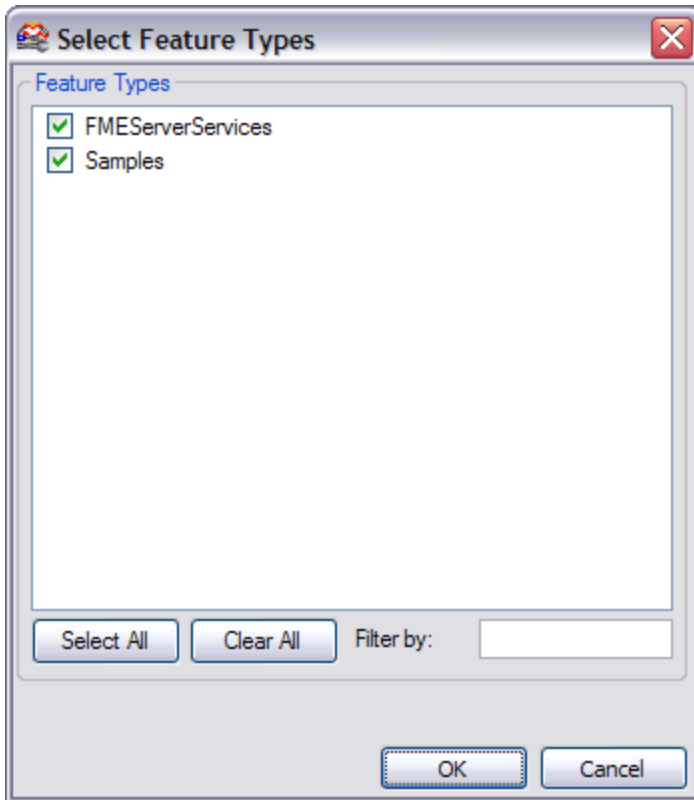 Select Feature Types
Feature Types
FMEServerServices
Samples
Select All Clear All Filter by:
OK Cancel